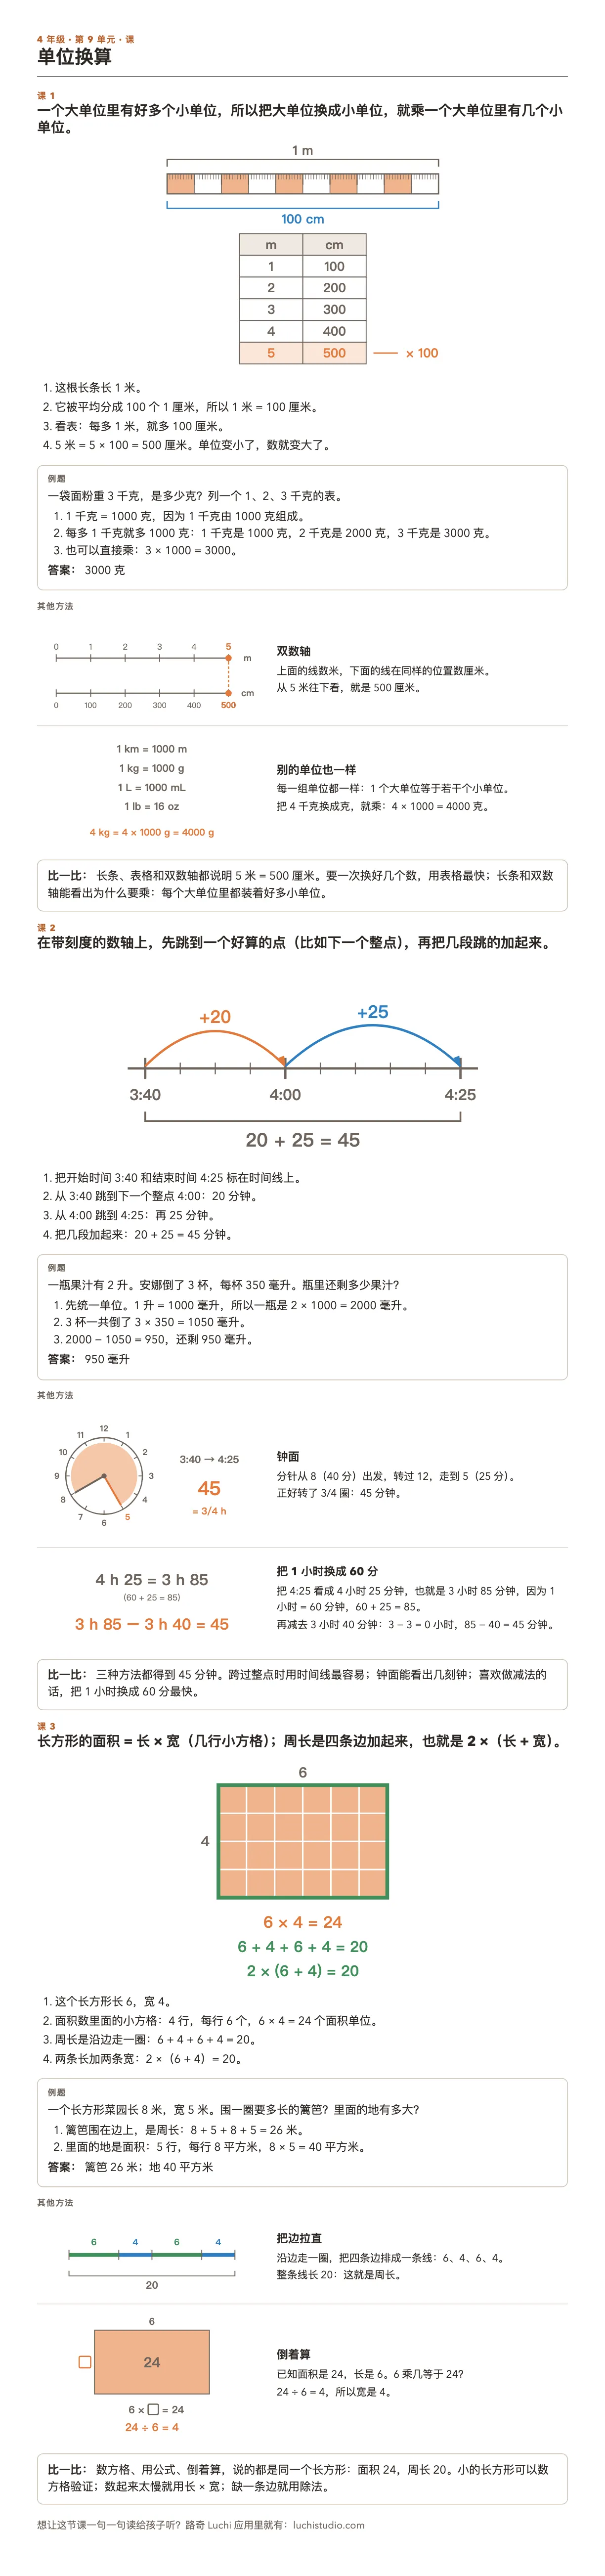 4 年级 · 第 9 单元 · 课
单位换算
课 1
一个大单位里有好多个小单位，所以把大单位换成小单位，就乘一个大单位里有几个小
单位。
1 m
100 cm
m cm
1 100
2 200
3 300
4 400
5 500 × 100
1. 这根长条长 1 米。
2. 它被平均分成 100 个 1 厘米，所以 1 米 = 100 厘米。
3. 看表：每多 1 米，就多 100 厘米。
4. 5 米 = 5 × 100 = 500 厘米。单位变小了，数就变大了。
例题
一袋面粉重 3 千克，是多少克？列一个 1、2、3 千克的表。
1. 1 千克 = 1000 克，因为 1 千克由 1000 克组成。
2. 每多 1 千克就多 1000 克：1 千克是 1000 克，2 千克是 2000 克，3 千克是 3000 克。
3. 也可以直接乘：3 × 1000 = 3000。
答案： 3000 克
其他方法
0 1 2 3 4 5
m
cm
0 100 200 300 400 500
双数轴
上面的线数米，下面的线在同样的位置数厘米。
从 5 米往下看，就是 500 厘米。
1 km = 1000 m
1 kg = 1000 g
1 L = 1000 mL
1 lb = 16 oz
4 kg = 4 × 1000 g = 4000 g
别的单位也一样
每一组单位都一样：1 个大单位等于若干个小单位。
把 4 千克换成克，就乘：4 × 1000 = 4000 克。
比一比： 长条、表格和双数轴都说明 5 米 = 500 厘米。要一次换好几个数，用表格最快；长条和双数
轴能看出为什么要乘：每个大单位里都装着好多小单位。
课 2
在带刻度的数轴上，先跳到一个好算的点（比如下一个整点），再把几段跳的加起来。
+20
+25
3:40 4:00 4:25
20 + 25 = 45
1. 把开始时间 3:40 和结束时间 4:25 标在时间线上。
2. 从 3:40 跳到下一个整点 4:00：20 分钟。
3. 从 4:00 跳到 4:25：再 25 分钟。
4. 把几段加起来：20 + 25 = 45 分钟。
例题
一瓶果汁有 2 升。安娜倒了 3 杯，每杯 350 毫升。瓶里还剩多少果汁？
1. 先统一单位。1 升 = 1000 毫升，所以一瓶是 2 × 1000 = 2000 毫升。
2. 3 杯一共倒了 3 × 350 = 1050 毫升。
3. 2000 − 1050 = 950，还剩 950 毫升。
答案： 950 毫升
其他方法
12
1
2
3
4
5
6
7
8
9
10
11
3:40 → 4:25
45
= 3/4 h
钟面
分针从 8（40 分）出发，转过 12，走到 5（25 分）。
正好转了 3/4 圈：45 分钟。
4 h 25 = 3 h 85
(60 + 25 = 85)
3 h 85 − 3 h 40 = 45
把 1 小时换成 60 分
把 4:25 看成 4 小时 25 分钟，也就是 3 小时 85 分钟，因为 1
小时 = 60 分钟，60 + 25 = 85。
再减去 3 小时 40 分钟：3 − 3 = 0 小时，85 − 40 = 45 分钟。
比一比： 三种方法都得到 45 分钟。跨过整点时用时间线最容易；钟面能看出几刻钟；喜欢做减法的
话，把 1 小时换成 60 分最快。
课 3
长方形的面积 = 长 × 宽（几行小方格）；周长是四条边加起来，也就是 2 ×（长 + 宽）。
6
4
6 × 4 = 24
6 + 4 + 6 + 4 = 20
2 × (6 + 4) = 20
1. 这个长方形长 6，宽 4。
2. 面积数里面的小方格：4 行，每行 6 个，6 × 4 = 24 个面积单位。
3. 周长是沿边走一圈：6 + 4 + 6 + 4 = 20。
4. 两条长加两条宽：2 ×（6 + 4）= 20。
例题
一个长方形菜园长 8 米，宽 5 米。围一圈要多长的篱笆？里面的地有多大？
1. 篱笆围在边上，是周长：8 + 5 + 8 + 5 = 26 米。
2. 里面的地是面积：5 行，每行 8 平方米，8 × 5 = 40 平方米。
答案： 篱笆 26 米；地 40 平方米
其他方法
6 4 6 4
20
把边拉直
沿边走一圈，把四条边排成一条线：6、4、6、4。
整条线长 20：这就是周长。
6
24
6 × □ = 24
24 ÷ 6 = 4
倒着算
已知面积是 24，长是 6。6 乘几等于 24？
24 ÷ 6 = 4，所以宽是 4。
比一比： 数方格、用公式、倒着算，说的都是同一个长方形：面积 24，周长 20。小的长方形可以数
方格验证；数起来太慢就用长 × 宽；缺一条边就用除法。
想让这节课一句一句读给孩子听？路奇 Luchi 应用里就有：luchistudio.com